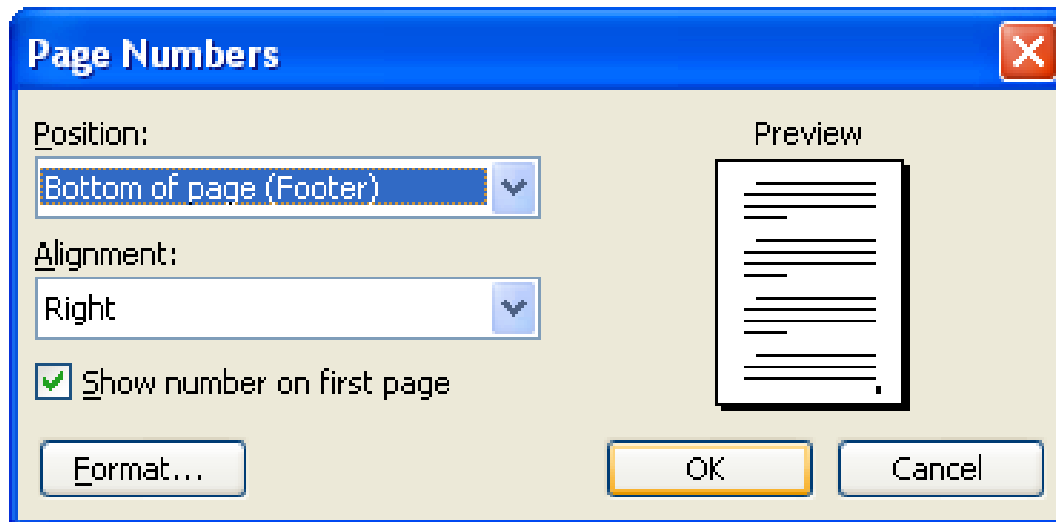 Page Numbers
Position:
Bottom of page (Footer)
Alignment:
Right
Show number on first page
Format...
Preview
OK
Cancel